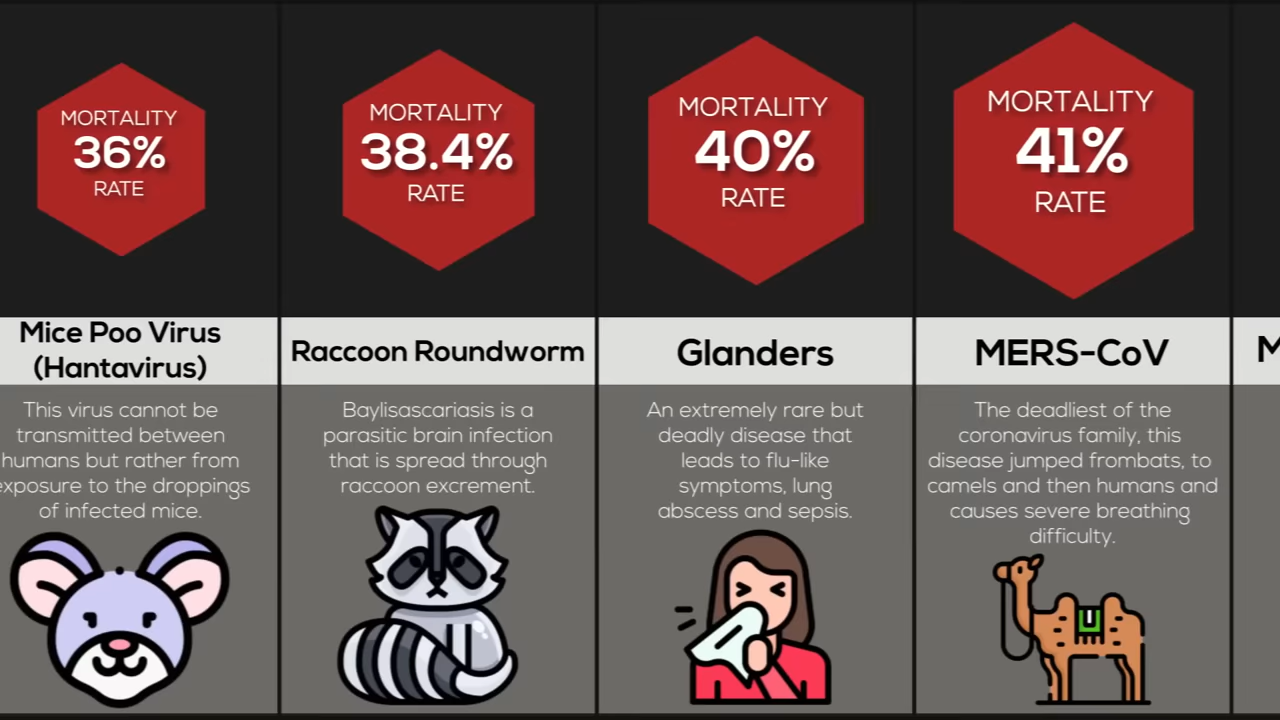 MORTALITY
36%
RATE
Mice Poo Virus
(Hantavirus)
This virus cannot be
transmitted between
humans but rather from
exposure to the droppings
of infected mice.
MORTALITY
38.4%
RATE
Raccoon Roundworm
Baylisascariasis is a
parasitic brain infection
that is spread through
raccoon excrement.
MORTALITY
40%
RATE
Glanders
An extremely rare but
deadly disease that
leads to flu-like
symptoms, lung
abscess and sepsis.
MORTALITY
41%
RATE
MERS-CoV
The deadliest of the
coronavirus family, this
disease jumped frombats, to
camels and then humans and
causes severe breathing
difficulty.
M